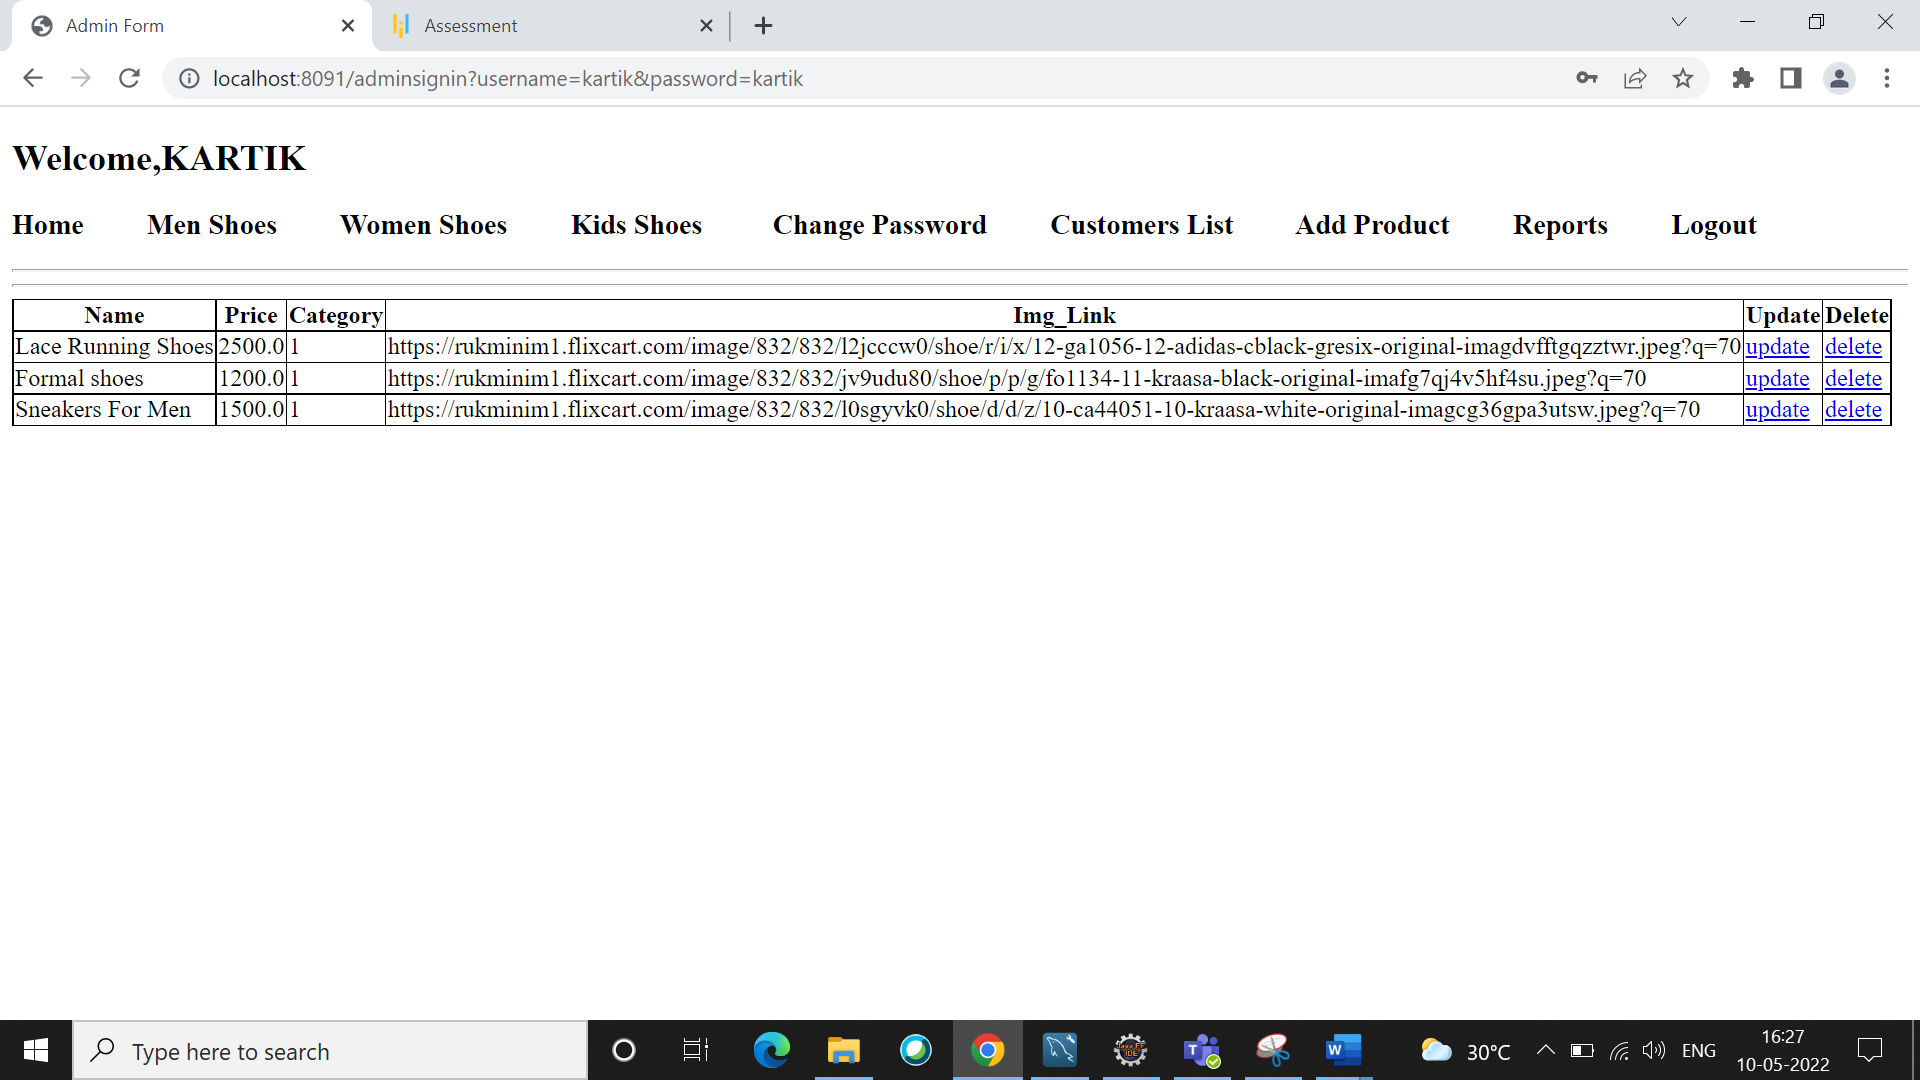 Admin Form
Assessment
localhost:8091/adminsignin?username=kartik&password=kartik
Welcome,KARTIK
Home Men Shoes Women Shoes Kids Shoes Change Password Customers List Add Product Reports Logout
Name Price Category Img_Link Update Delete
Lace Running Shoes 2500.0 1 https://rukminim1.flixcart.com/image/832/832/l2jcccw0/shoe/r/i/x/12-ga1056-12-adidas-cblack-gresix-original-imagdvfftgqzztwr.jpeg?q=70 update delete
Formal shoes 1200.0 1 https://rukminim1.flixcart.com/image/832/832/jv9udu80/shoe/p/p/g/fo1134-11-kraasa-black-original-imafg7qj4v5hf4su.jpeg?q=70 update delete
Sneakers For Men 1500.0 1 https://rukminim1.flixcart.com/image/832/832/l0sgyvk0/shoe/d/d/z/10-ca44051-10-kraasa-white-original-imagcg36gpa3utsw.jpeg?q=70 update delete
Type here to search
Java EE
IDE
T
W
30°C
ENG
16:27
10-05-2022